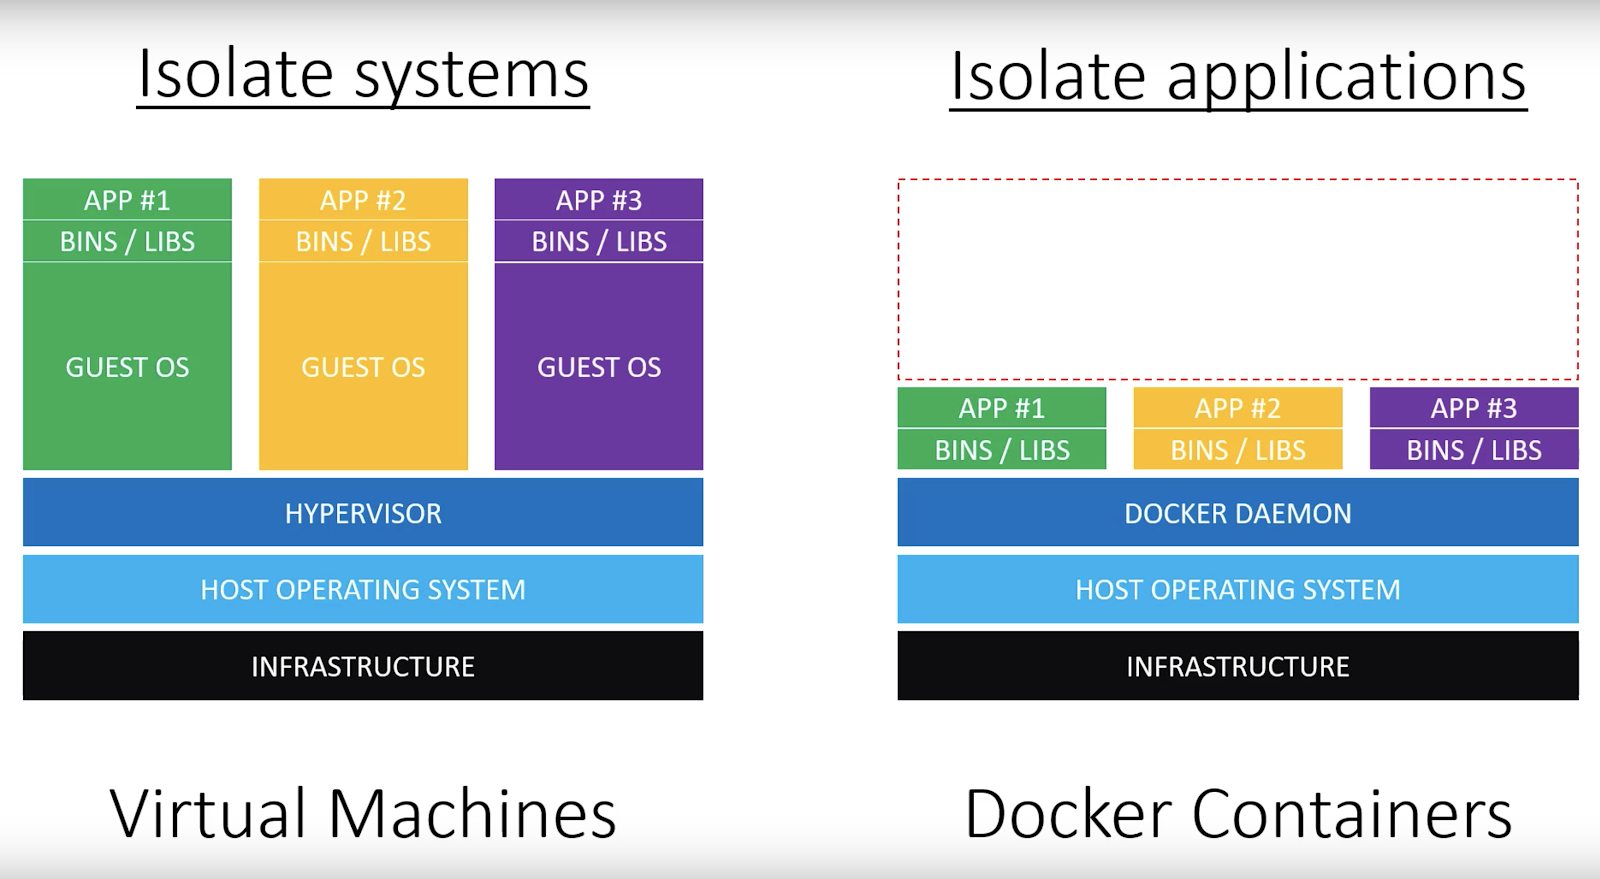 Isolate systems
APP #1
BINS / LIBS
GUEST OS
APP #2
BINS / LIBS
GUEST OS
APP #3
BINS / LIBS
GUEST OS
HYPERVISOR
HOST OPERATING SYSTEM
INFRASTRUCTURE
Virtual Machines
Isolate applications
APP #1
BINS / LIBS
APP #2
BINS / LIBS
APP #3
BINS / LIBS
DOCKER DAEMON
HOST OPERATING SYSTEM
INFRASTRUCTURE
Docker Containers